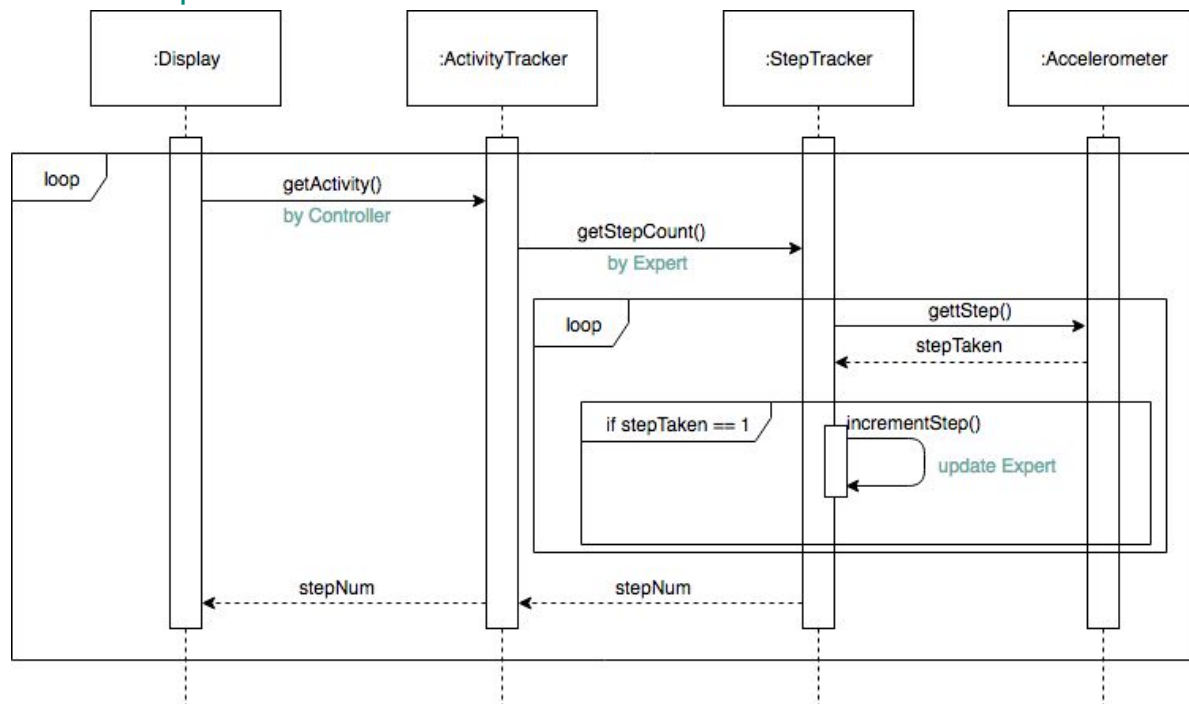 :Display
:ActivityTracker
:StepTracker
:Accelerometer
loop
getActivity()
by Controller
getStepCount()
by Expert
loop
gettStep()
stepTaken
if stepTaken == 1
incrementStep()
update Expert
stepNum
stepNum